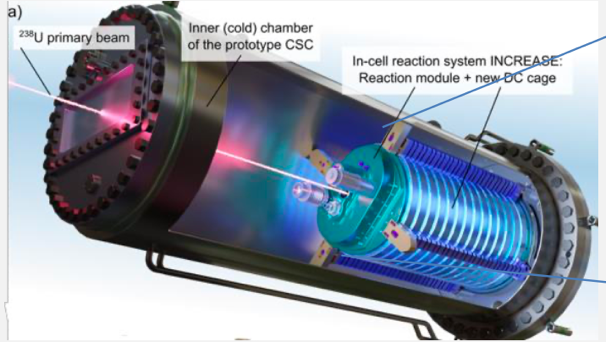 a)
²³⁸U primary beam
Inner (cold) chamber
of the prototype CSC
In-cell reaction system INCREASE:
Reaction module + new DC cage